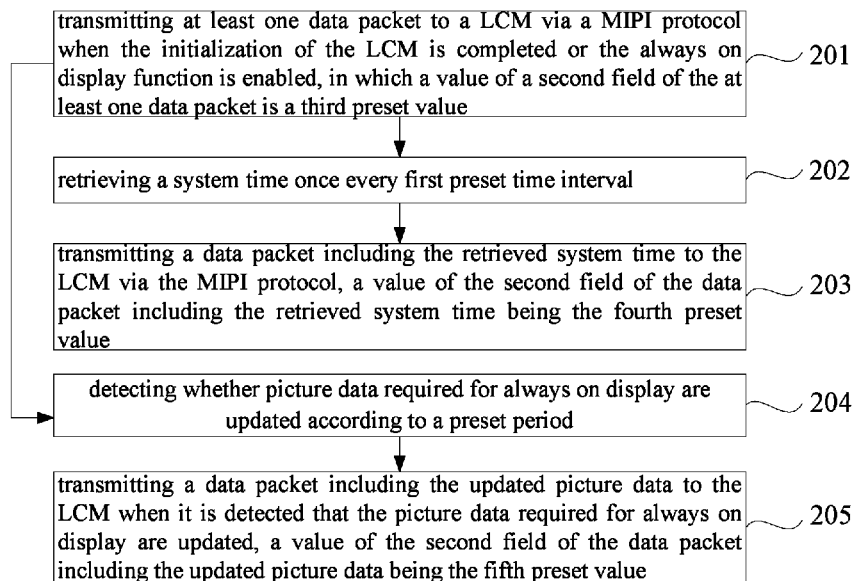 transmitting at least one data packet to a LCM via a MIPI protocol
when the initialization of the LCM is completed or the always on
display function is enabled, in which a value of a second field of the at
least one data packet is a third preset value
201
retrieving a system time once every first preset time interval
202
transmitting a data packet including the retrieved system time to the
LCM via the MIPI protocol, a value of the second field of the data
packet including the retrieved system time being the fourth preset
value
203
detecting whether picture data required for always on display are
updated according to a preset period
204
transmitting a data packet including the updated picture data to the
LCM when it is detected that the picture data required for always on
display are updated, a value of the second field of the data packet
including the updated picture data being the fifth preset value
205